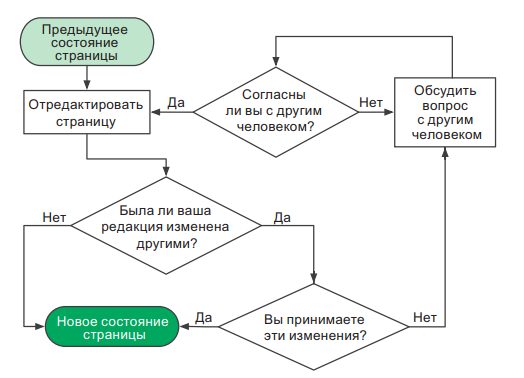 Предыдущее
состояние
страницы
Согласны
ли вы с другим
человеком?
Да
Нет
Обсудить
вопрос
с другим
человеком
Отредактировать
страницу
Была ли ваша
редакция изменена
другими?
Нет
Да
Новое состояние
страницы
Да
Вы принимаете
эти изменения?
Нет